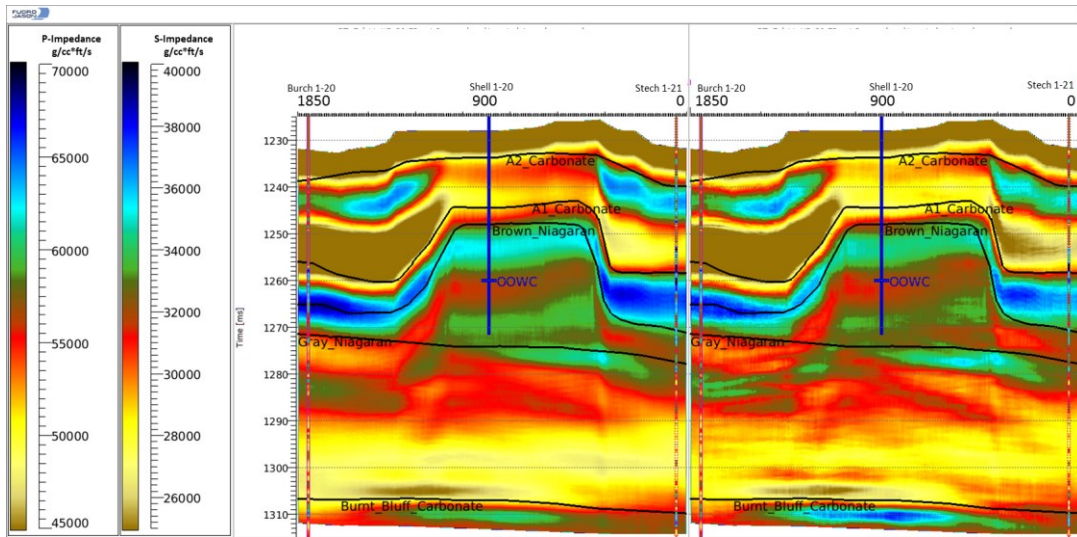 FUGRO
JASON
P-Impedance
g/cc*ft/s
S-Impedance
g/cc*ft/s
70000
65000
60000
55000
50000
45000
40000
38000
36000
34000
32000
30000
28000
26000
Burch 1-20
Shell 1-20
Stech 1-21
1850
900
0
Time [ms]
1230
1240
1250
1260
1270
1280
1290
1300
1310
A2_Carbonate
A1_Carbonate
Brown_Niagaran
OOWC
Gray_Niagaran
Burnt_Bluff_Carbonate
Burch 1-20
Shell 1-20
Stech 1-21
1850
900
0
A2_Carbonate
A1_Carbonate
Brown_Niagaran
OOWC
Gray_Niagaran
Burnt_Bluff_Carbonate